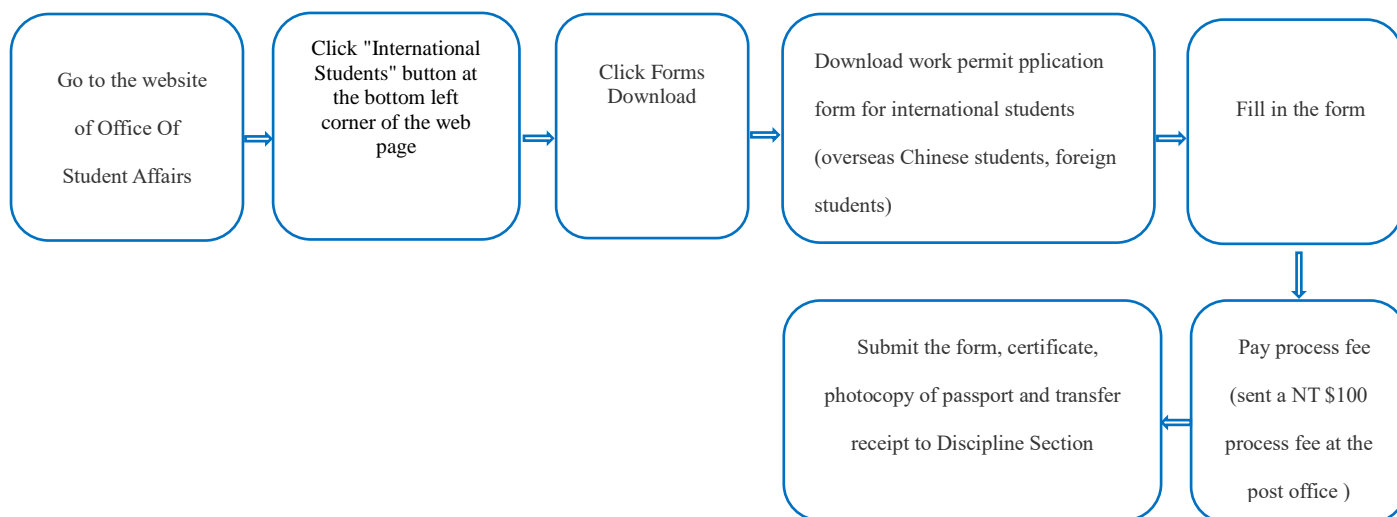 Go to the website
of Office Of
Student Affairs
Click "International
Students" button at
the bottom left
corner of the web
page
Click Forms
Download
Download work permit pplication
form for international students
(overseas Chinese students, foreign
students)
Fill in the form
Pay process fee
(sent a NT $100
process fee at the
post office )
Submit the form, certificate,
photocopy of passport and transfer
receipt to Discipline Section